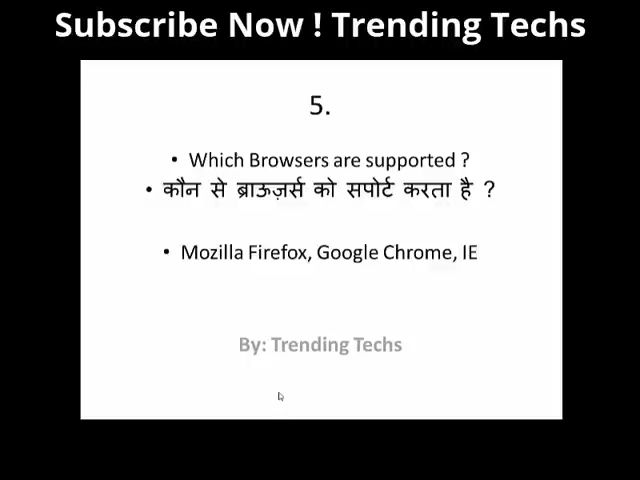 Subscribe Now ! Trending Techs
5.
• Which Browsers are supported ?
• कौन से ब्राऊज़र्स को सपोर्ट करता है ?
• Mozilla Firefox, Google Chrome, IE
By: Trending Techs